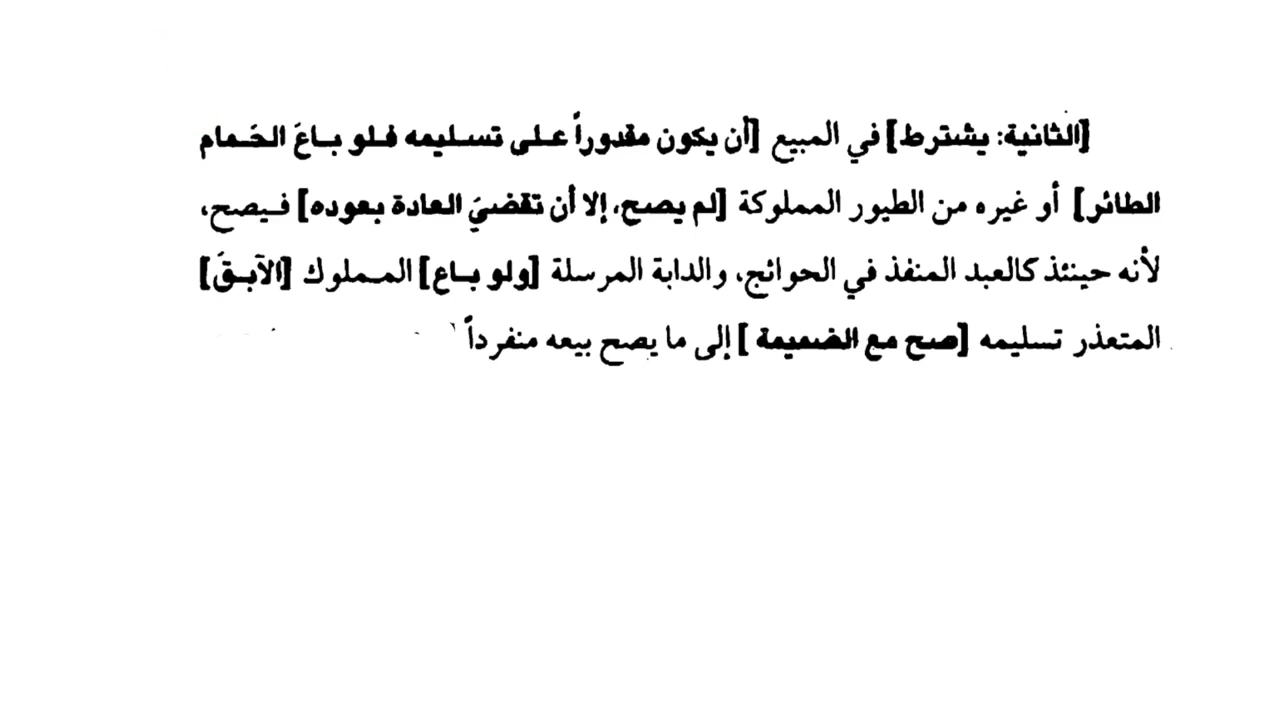 [الثانية: يشترط] في المبيع [أن يكون مقدوراً على تسليمه فلو باعَ الحَمام
الطائر] أو غيره من الطيور المملوكة [لم يصح، إلا أن تقضيَ العادة بعوده] فيصح،
لأنه حينئذ كالعبد المنفذ في الحوائج، والدابة المرسلة [ولو باع] المملوك [الآبقَ]
المتعذر تسليمه [صح مع الضميمة] إلى ما يصح بيعه منفرداً